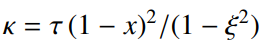 κ = τ (1 − x)²/(1 − ξ²)